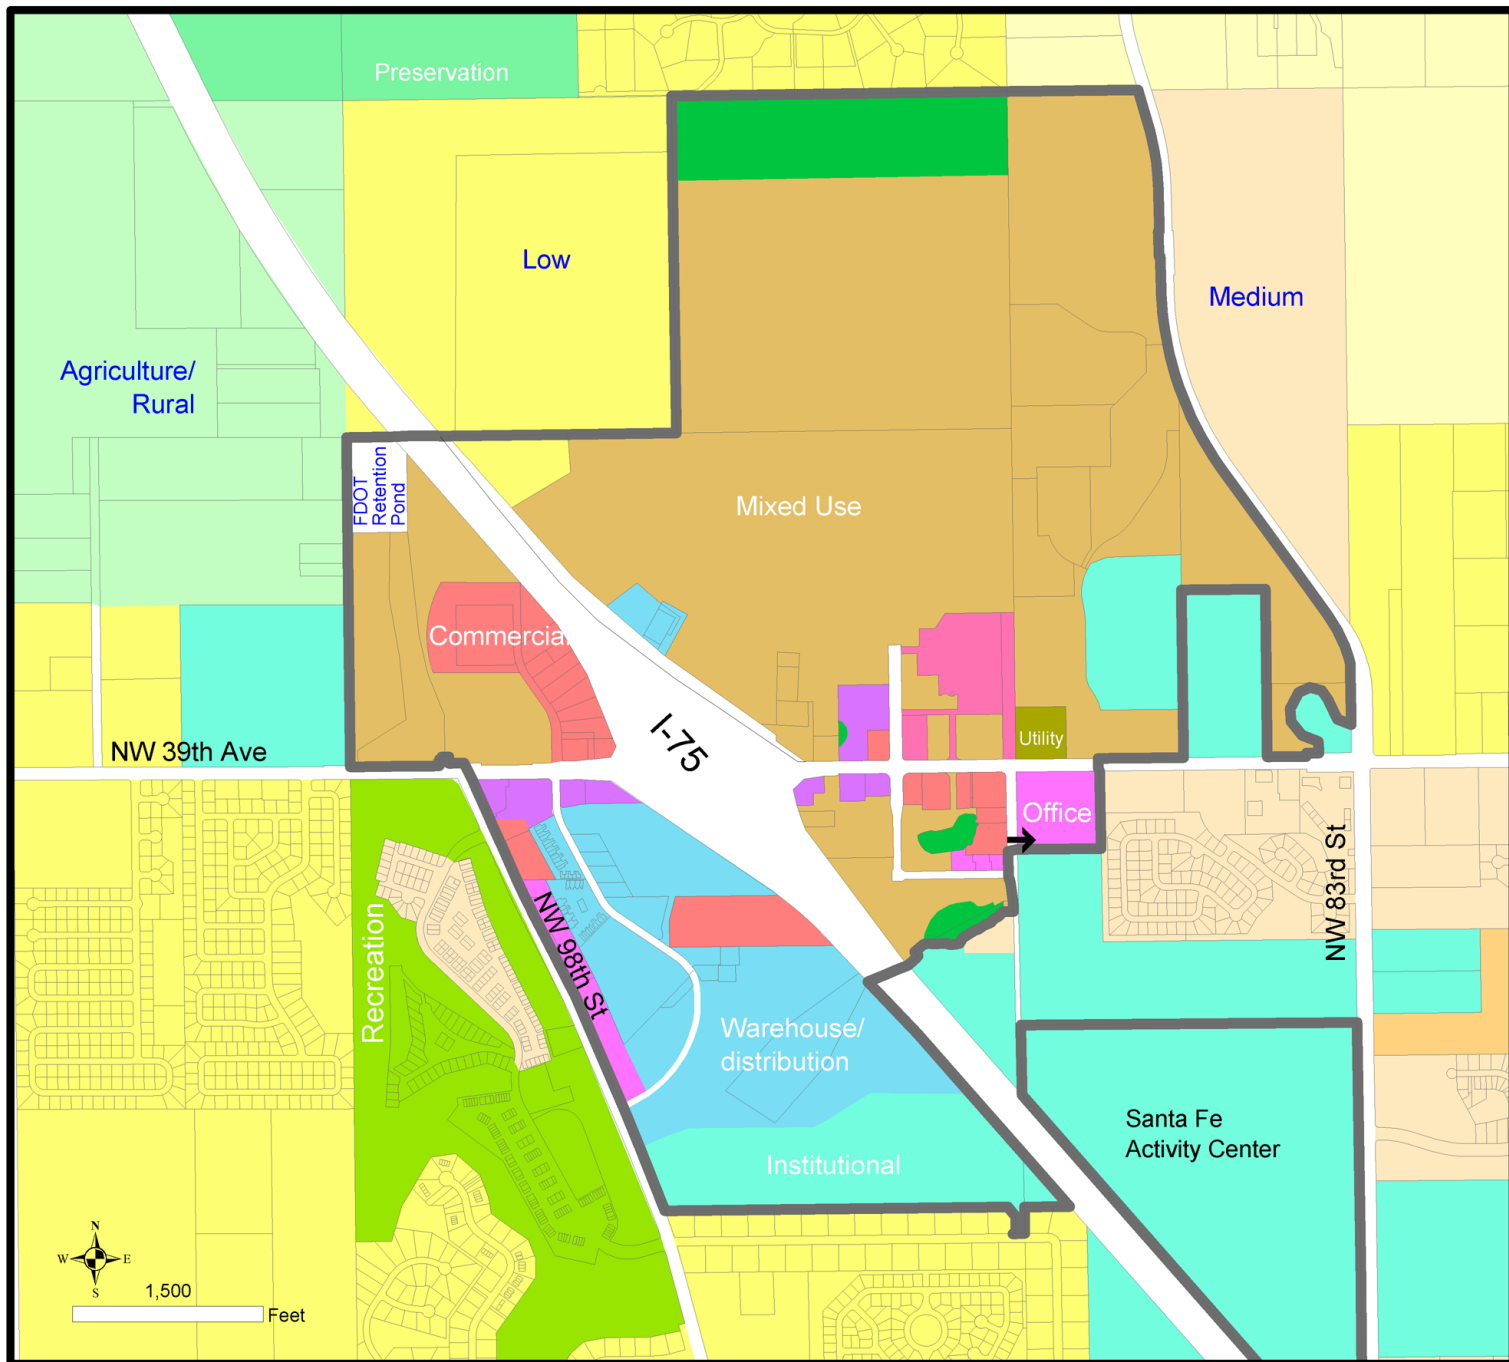 Preservation
Low
Medium
Agriculture/
Rural
FDOT
Retention
Pond
Mixed Use
Commercial
I-75
Utility
NW 39th Ave
Office
NW 83rd St
NW 98th St
Recreation
Warehouse/
distribution
Santa Fe
Activity Center
Institutional
N
W
E
S
1,500
Feet